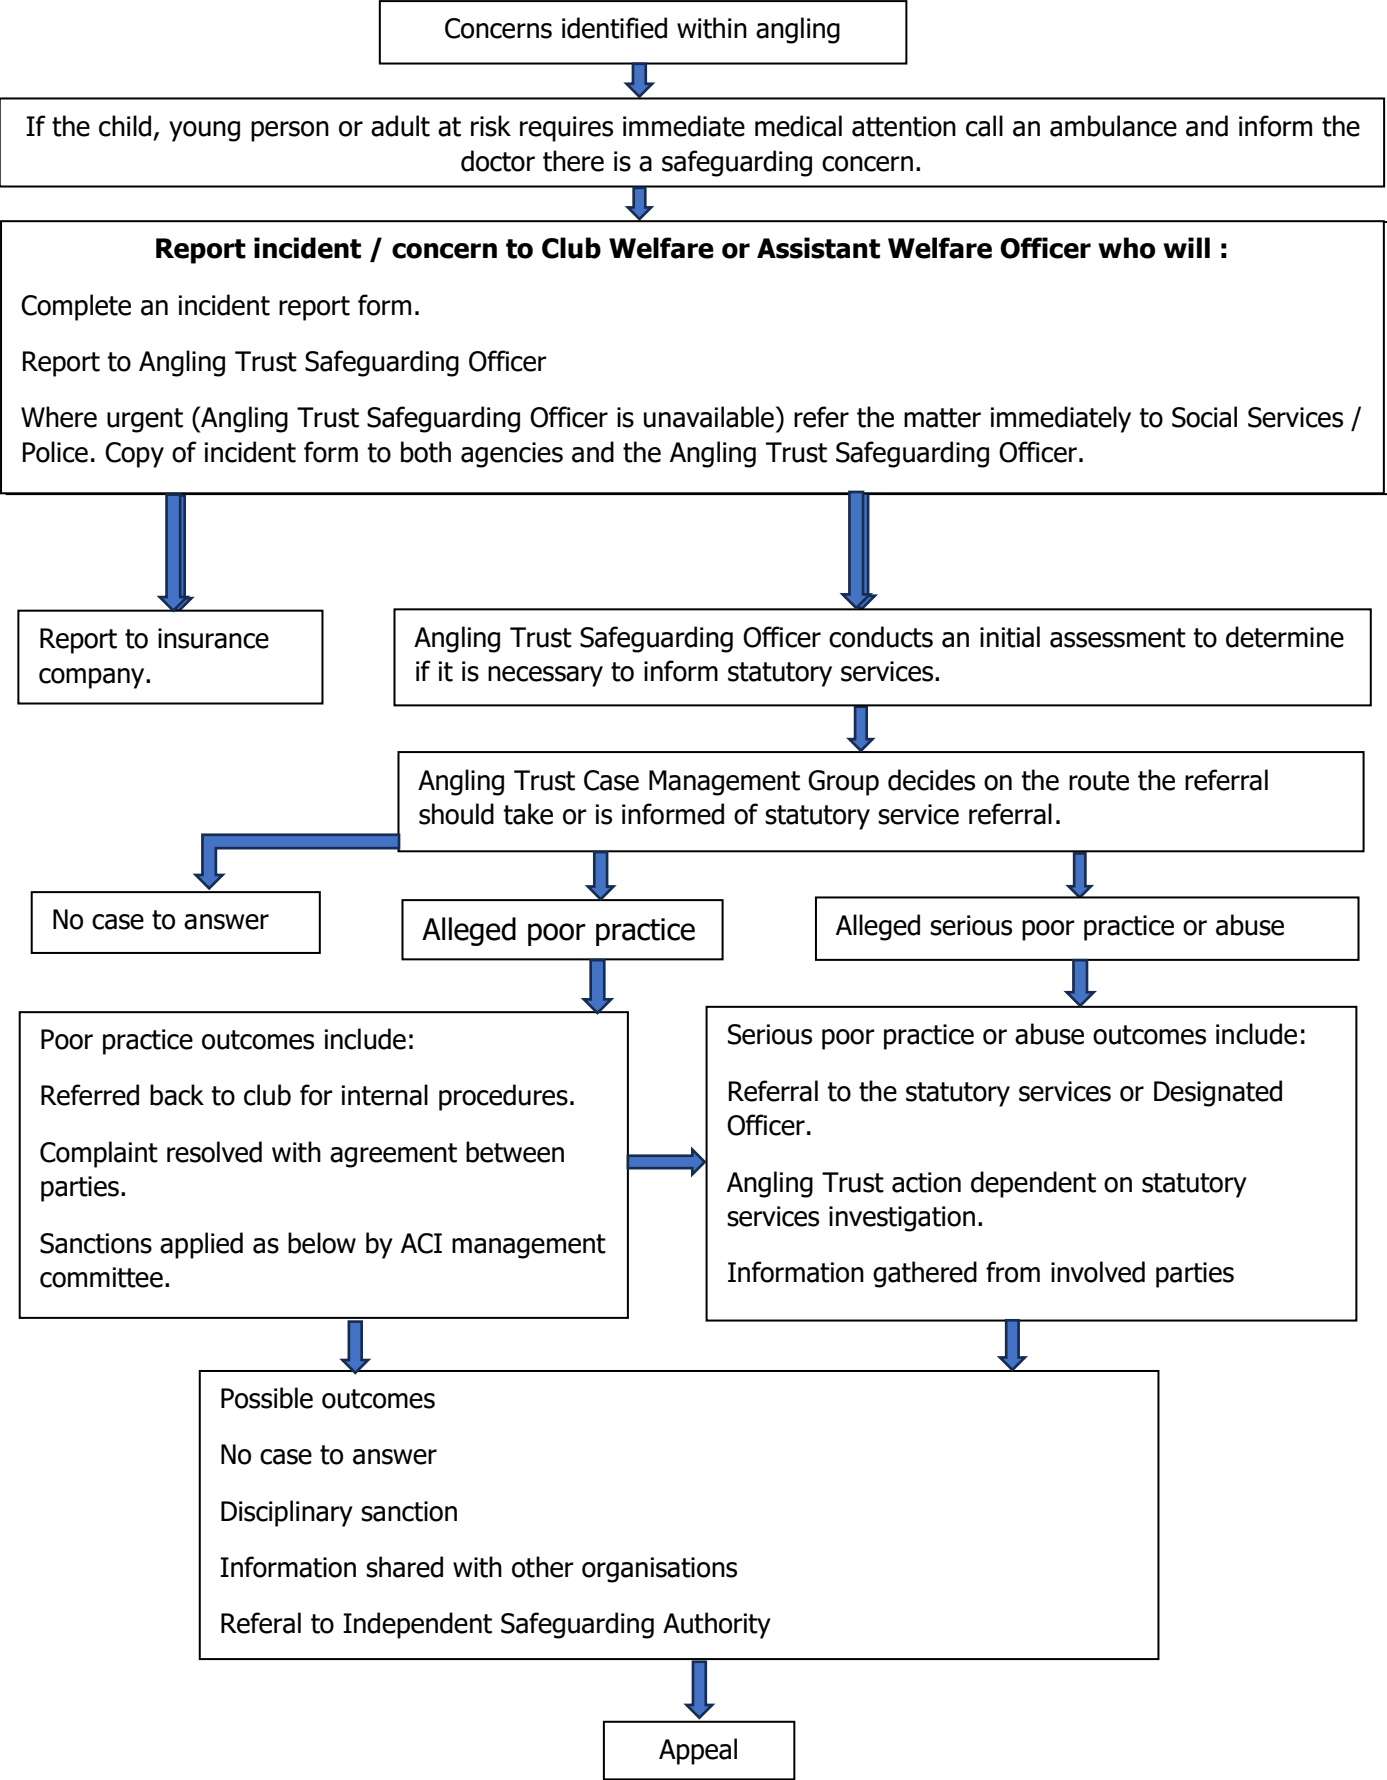 Concerns identified within angling
If the child, young person or adult at risk requires immediate medical attention call an ambulance and inform the
doctor there is a safeguarding concern.
Report incident / concern to Club Welfare or Assistant Welfare Officer who will :
Complete an incident report form.
Report to Angling Trust Safeguarding Officer
Where urgent (Angling Trust Safeguarding Officer is unavailable) refer the matter immediately to Social Services /
Police. Copy of incident form to both agencies and the Angling Trust Safeguarding Officer.
Report to insurance
company.
Angling Trust Safeguarding Officer conducts an initial assessment to determine
if it is necessary to inform statutory services.
Angling Trust Case Management Group decides on the route the referral
should take or is informed of statutory service referral.
No case to answer
Alleged poor practice
Alleged serious poor practice or abuse
Poor practice outcomes include:
Referred back to club for internal procedures.
Complaint resolved with agreement between
parties.
Sanctions applied as below by ACI management
committee.
Serious poor practice or abuse outcomes include:
Referral to the statutory services or Designated
Officer.
Angling Trust action dependent on statutory
services investigation.
Information gathered from involved parties
Possible outcomes
No case to answer
Disciplinary sanction
Information shared with other organisations
Referal to Independent Safeguarding Authority
Appeal